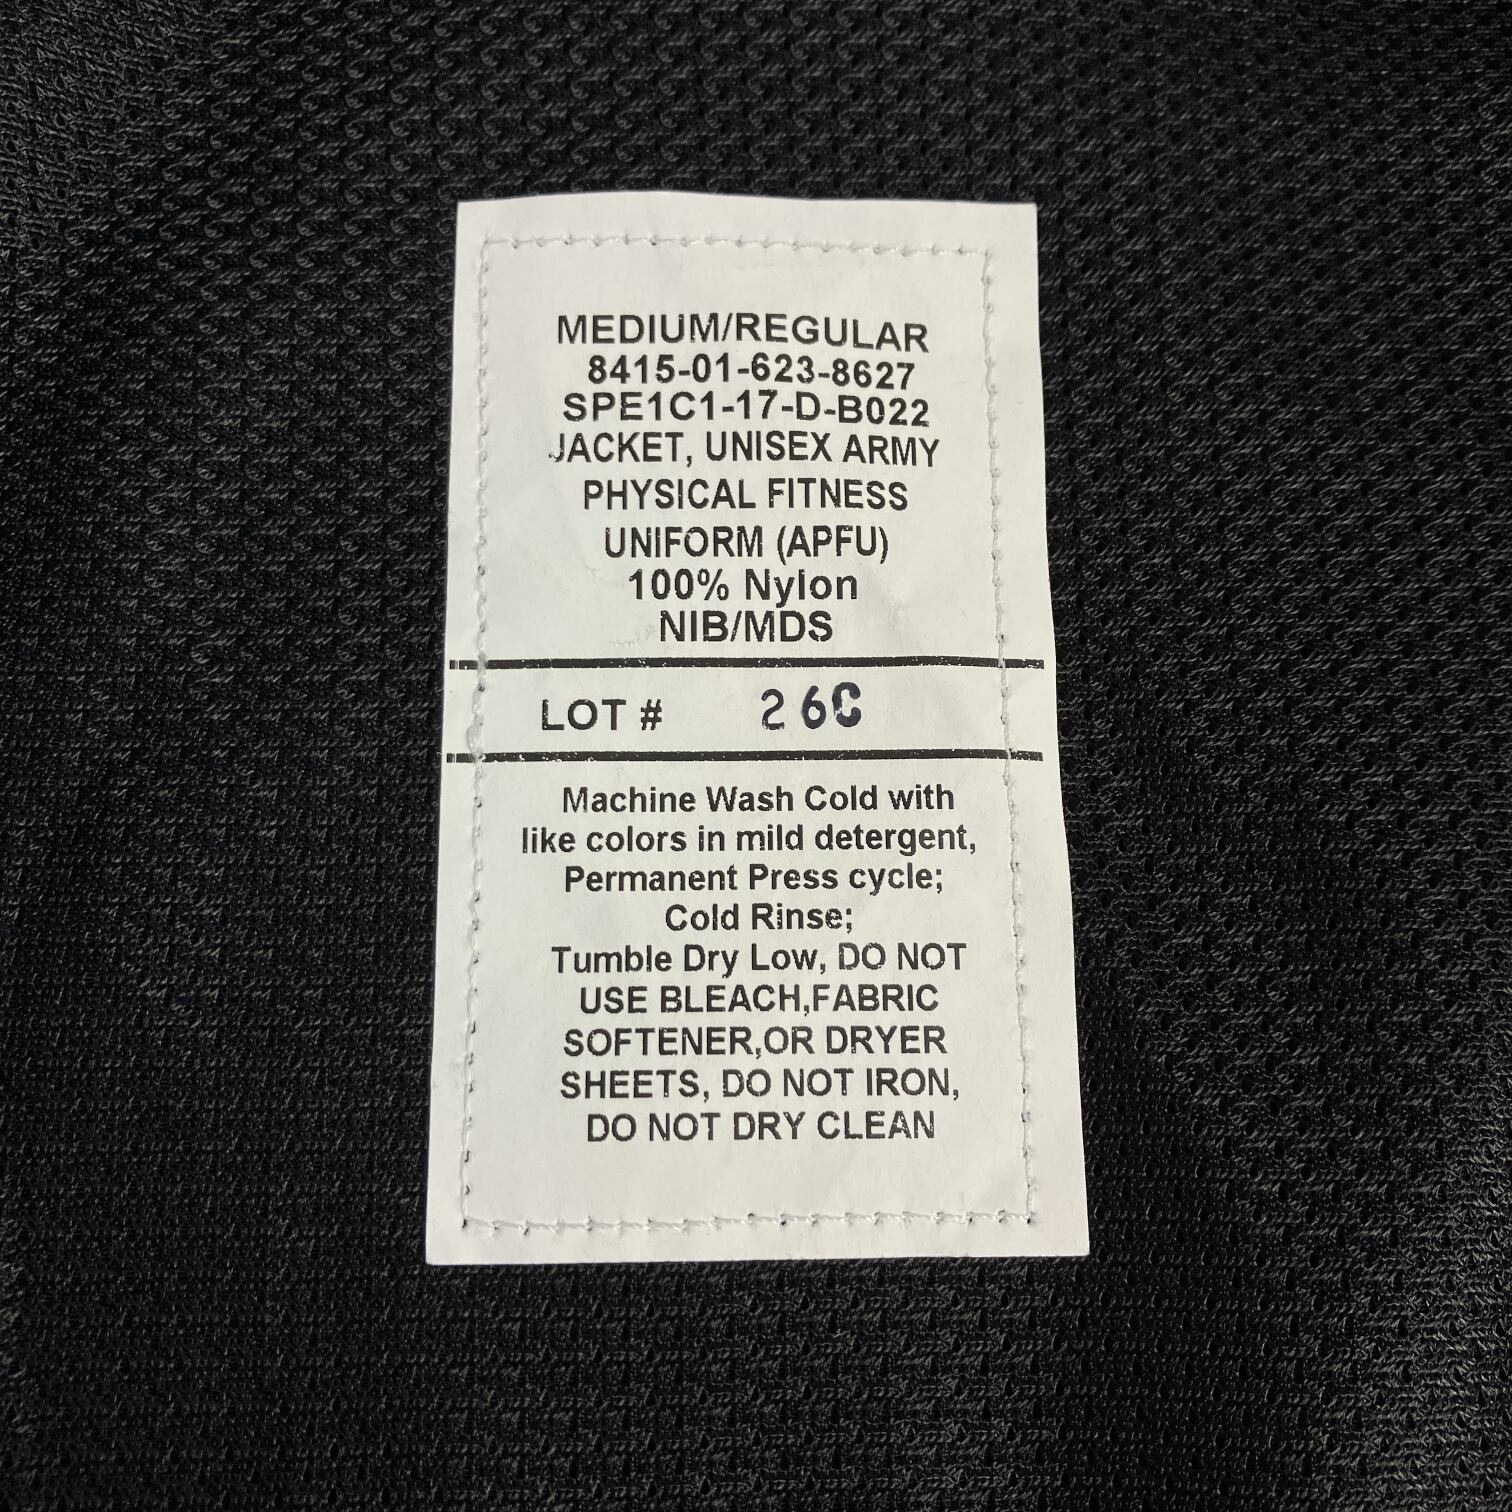 MEDIUM/REGULAR
8415-01-623-8627
SPE1C1-17-D-B022
JACKET, UNISEX ARMY
PHYSICAL FITNESS
UNIFORM (APFU)
100% Nylon
NIB/MDS
LOT # 26C
Machine Wash Cold with
like colors in mild detergent,
Permanent Press cycle;
Cold Rinse;
Tumble Dry Low, DO NOT
USE BLEACH,FABRIC
SOFTENER,OR DRYER
SHEETS, DO NOT IRON,
DO NOT DRY CLEAN